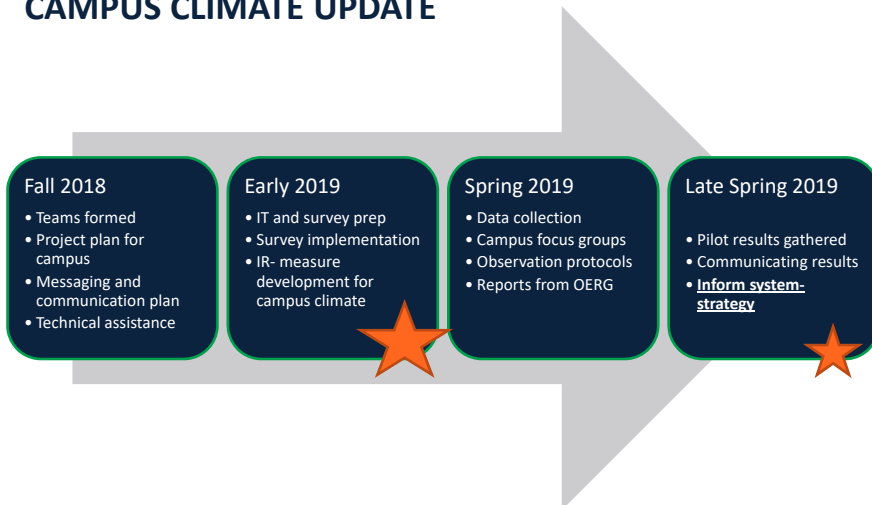 CAMPUS CLIMATE UPDATE
Fall 2018
• Teams formed
• Project plan for
campus
• Messaging and
communication plan
• Technical assistance
Early 2019
• IT and survey prep
• Survey implementation
• IR- measure
development for
campus climate
Spring 2019
• Data collection
• Campus focus groups
• Observation protocols
• Reports from OERG
Late Spring 2019
• Pilot results gathered
• Communicating results
• Inform system-
strategy